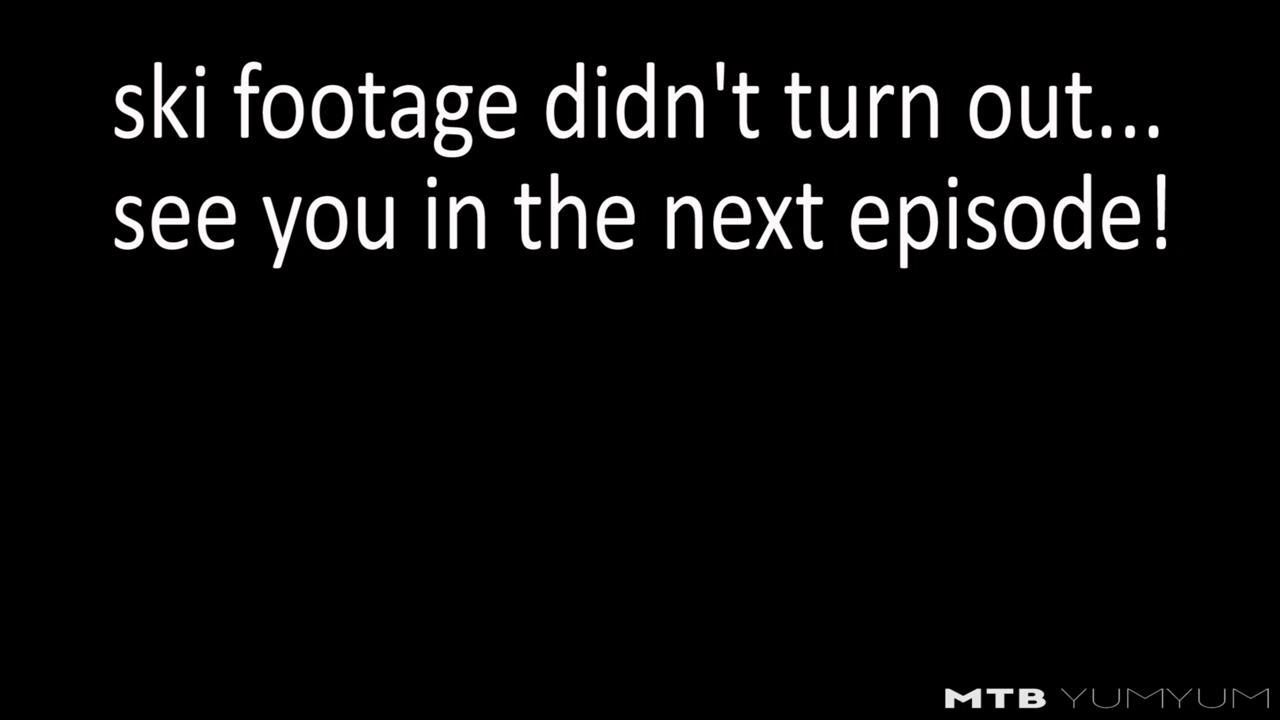 ski footage didn't turn out...
see you in the next episode!
MTB YUMYUM